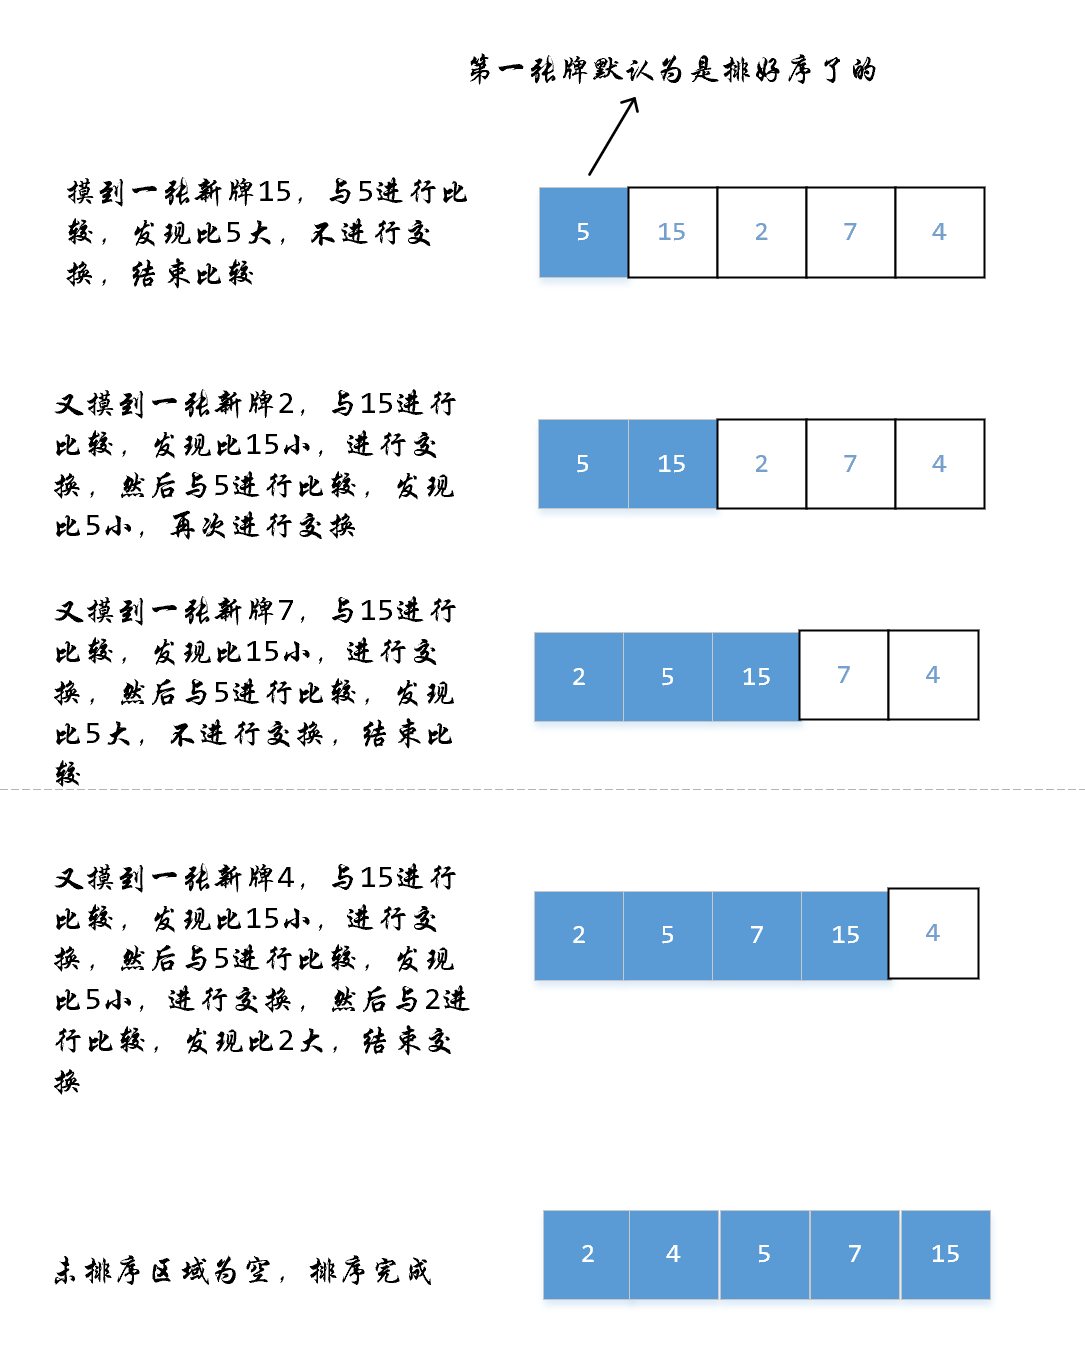 第一张牌默认为是排好序了的
摸到一张新牌15，与5进行比
较，发现比5大，不进行交
换，结束比较
5 15 2 7 4
又摸到一张新牌2，与15进行
比较，发现比15小，进行交
换，然后与5进行比较，发现
比5小，再次进行交换
5 15 2 7 4
又摸到一张新牌7，与15进行
比较，发现比15小，进行交
换，然后与5进行比较，发现
比5大，不进行交换，结束比
较
2 5 15 7 4
又摸到一张新牌4，与15进行
比较，发现比15小，进行交
换，然后与5进行比较，发现
比5小，进行交换，然后与2进
行比较，发现比2大，结束交
换
2 5 7 15 4
未排序区域为空，排序完成
2 4 5 7 15